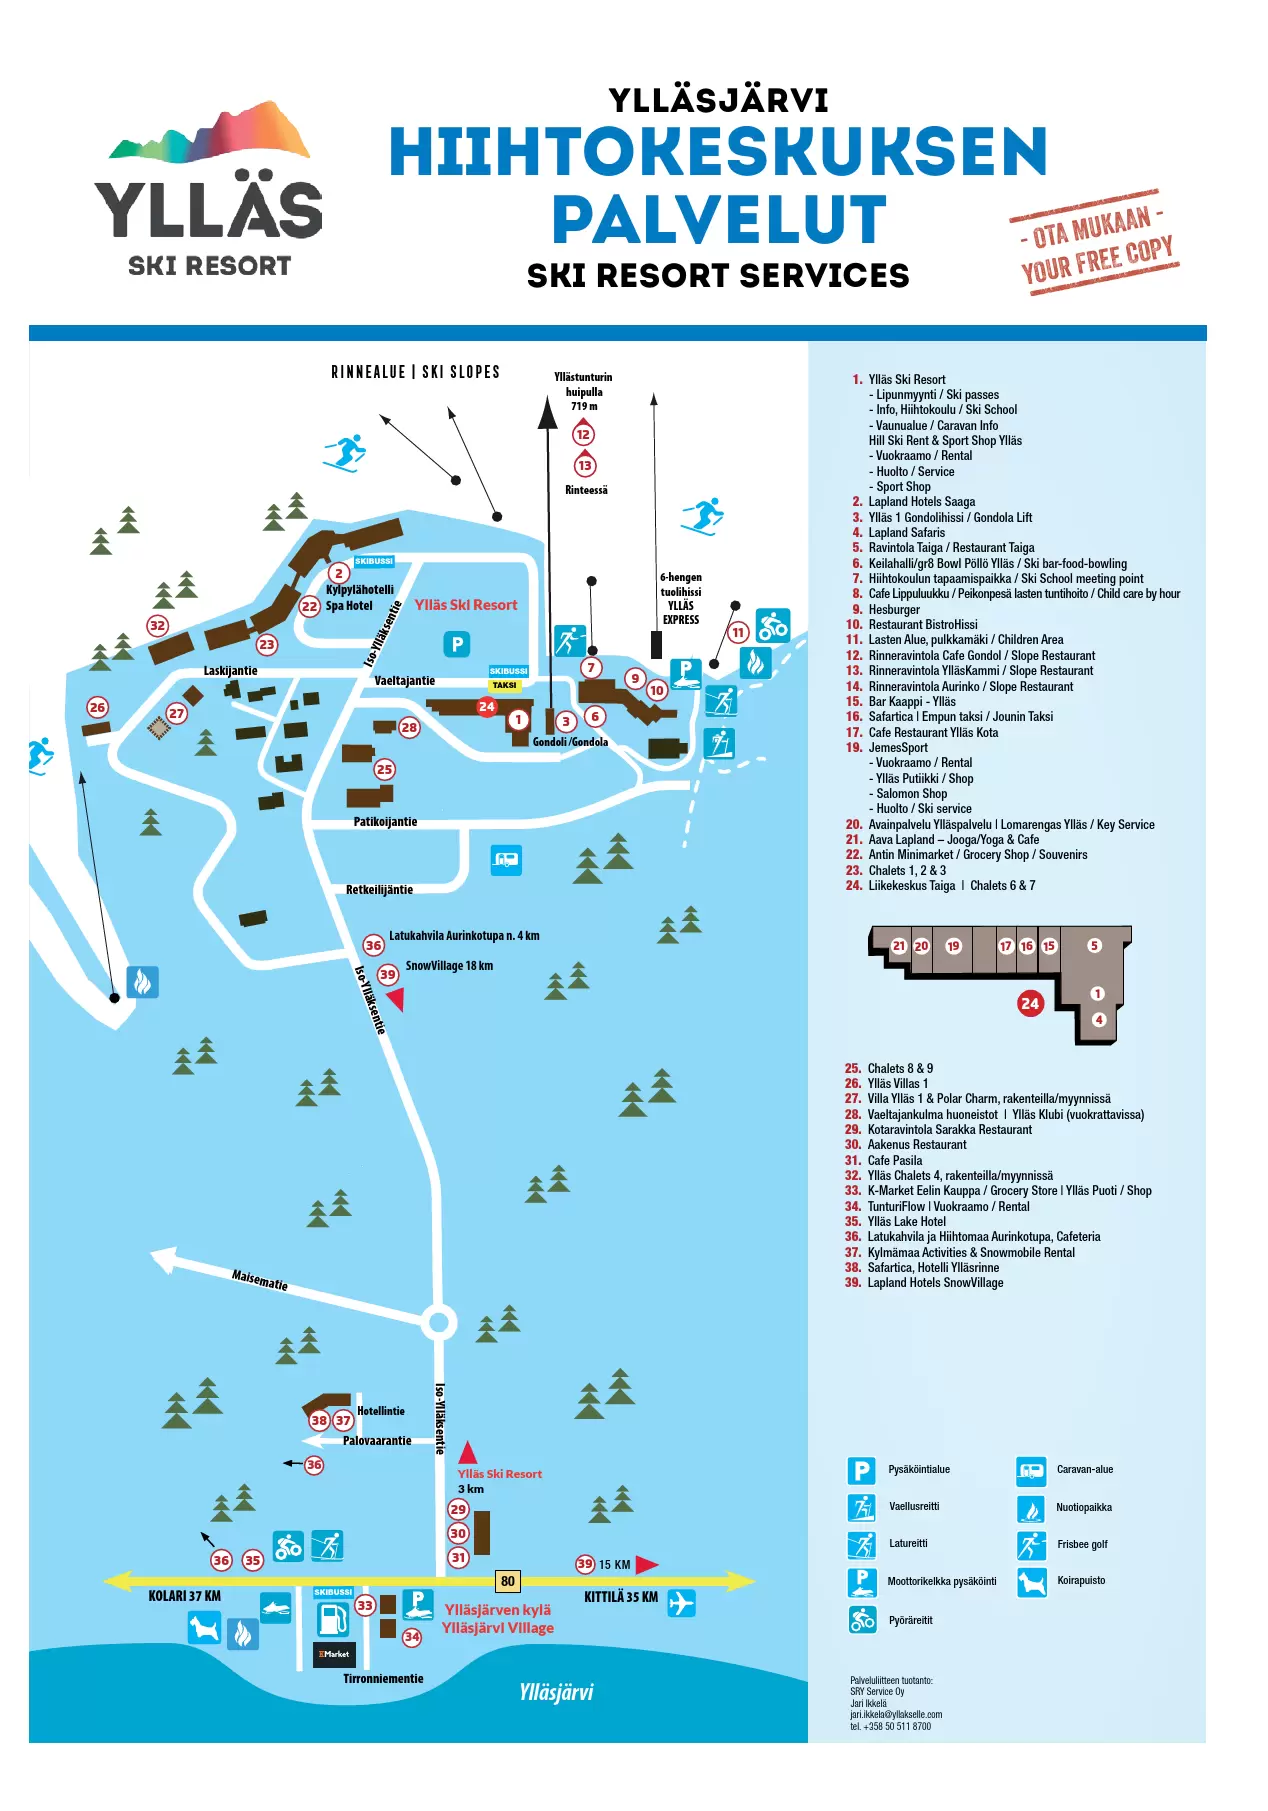 YLLÄSJÄRVI
HIIHTOKESKUKSEN
PALVELUT
SKI RESORT SERVICES
YLLÄS
SKI RESORT
- OTA MUKAAN -
YOUR FREE COPY
RINNEALUE | SKI SLOPES
Yllästunturin
huipulla
719 m
12
13
Rinteessä
SKIBUSSI
2
Kylpylähotelli
Spa Hotel
22
32
23
Iso-Ylläksentie
Ylläs Ski Resort
P
6-hengen
tuolihissi
YLLÄS
EXPRESS
11
Laskijantie
Vaeltajantie
SKIBUSSI
TAKSI
7
9
10
P
26
27
24
1
3
6
28
Gondoli /Gondola
25
Patikoijantie
Retkeilijäntie
36
Latukahvila Aurinkotupa n. 4 km
39
SnowVillage 18 km
Iso-Ylläksentie
Maisematie
Iso-Ylläksentie
Hotellintie
38
37
Palovaarantie
36
Ylläs Ski Resort
3 km
29
30
31
36
35
39
15 KM
80
KOLARI 37 KM
KITTILÄ 35 KM
SKIBUSSI
33
P
34
Ylläsjärven kylä
Ylläsjärvi Village
KMarket
Tirronniementie
Ylläsjärvi
1. Ylläs Ski Resort
- Lipunmyynti / Ski passes
- Info, Hiihtokoulu / Ski School
- Vaunualue / Caravan Info
Hill Ski Rent & Sport Shop Ylläs
- Vuokraamo / Rental
- Huolto / Service
- Sport Shop
2. Lapland Hotels Saaga
3. Ylläs 1 Gondolihissi / Gondola Lift
4. Lapland Safaris
5. Ravintola Taiga / Restaurant Taiga
6. Keilahalli/gr8 Bowl Pöllö Ylläs / Ski bar-food-bowling
7. Hiihtokoulun tapaamispaikka / Ski School meeting point
8. Cafe Lippuluukku / Peikonpesä lasten tuntihoito / Child care by hour
9. Hesburger
10. Restaurant BistroHissi
11. Lasten Alue, pulkkamäki / Children Area
12. Rinneravintola Cafe Gondol / Slope Restaurant
13. Rinneravintola YlläsKammi / Slope Restaurant
14. Rinneravintola Aurinko / Slope Restaurant
15. Bar Kaappi - Ylläs
16. Safartica | Empun taksi / Jounin Taksi
17. Cafe Restaurant Ylläs Kota
19. JemesSport
- Vuokraamo / Rental
- Ylläs Putiikki / Shop
- Salomon Shop
- Huolto / Ski service
20. Avainpalvelu Ylläspalvelu | Lomarengas Ylläs / Key Service
21. Aava Lapland – Jooga/Yoga & Cafe
22. Antin Minimarket / Grocery Shop / Souvenirs
23. Chalets 1, 2 & 3
24. Liikekeskus Taiga | Chalets 6 & 7
21
20
19
17
16
15
5
1
24
4
25. Chalets 8 & 9
26. Ylläs Villas 1
27. Villa Ylläs 1 & Polar Charm, rakenteilla/myynnissä
28. Vaeltajankulma huoneistot | Ylläs Klubi (vuokrattavissa)
29. Kotaravintola Sarakka Restaurant
30. Aakenus Restaurant
31. Cafe Pasila
32. Ylläs Chalets 4, rakenteilla/myynnissä
33. K-Market Eelin Kauppa / Grocery Store | Ylläs Puoti / Shop
34. TunturiFlow | Vuokraamo / Rental
35. Ylläs Lake Hotel
36. Latukahvila ja Hiihtomaa Aurinkotupa, Cafeteria
37. Kylmämaa Activities & Snowmobile Rental
38. Safartica, Hotelli Ylläsrinne
39. Lapland Hotels SnowVillage
P
Pysäköintialue
Caravan-alue
Vaellusreitti
Nuotiopaikka
Latureitti
Frisbee golf
P
Moottorikelkka pysäköinti
Koirapuisto
Pyöräreitit
Palveluliitteen tuotanto:
SRY Service Oy
Jari Ikkelä
jari.ikkela@yllakselle.com
tel. +358 50 511 8700